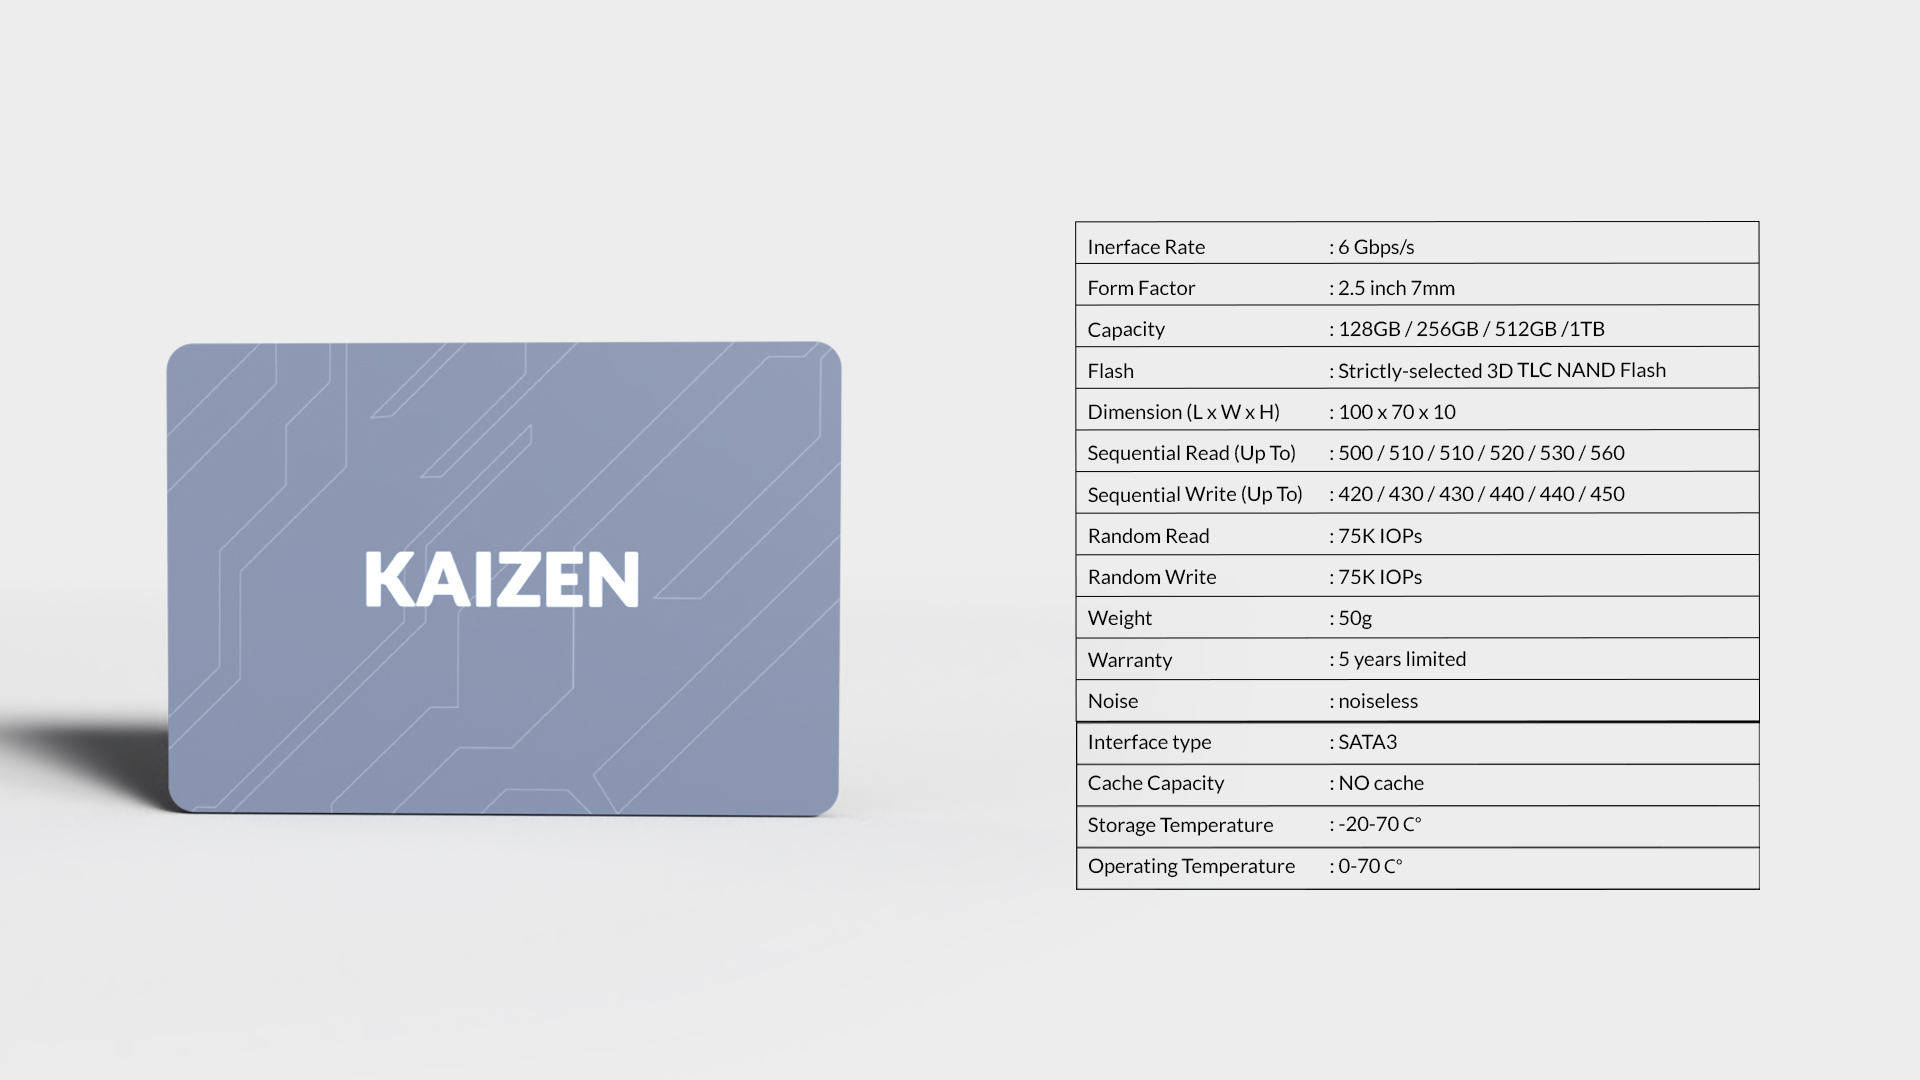 KAIZEN
Inerface Rate : 6 Gbps/s
Form Factor : 2.5 inch 7mm
Capacity : 128GB / 256GB / 512GB /1TB
Flash : Strictly-selected 3D TLC NAND Flash
Dimension (L x W x H) : 100 x 70 x 10
Sequential Read (Up To) : 500 / 510 / 510 / 520 / 530 / 560
Sequential Write (Up To) : 420 / 430 / 430 / 440 / 440 / 450
Random Read : 75K IOPs
Random Write : 75K IOPs
Weight : 50g
Warranty : 5 years limited
Noise : noiseless
Interface type : SATA3
Cache Capacity : NO cache
Storage Temperature : -20-70 C°
Operating Temperature : 0-70 C°